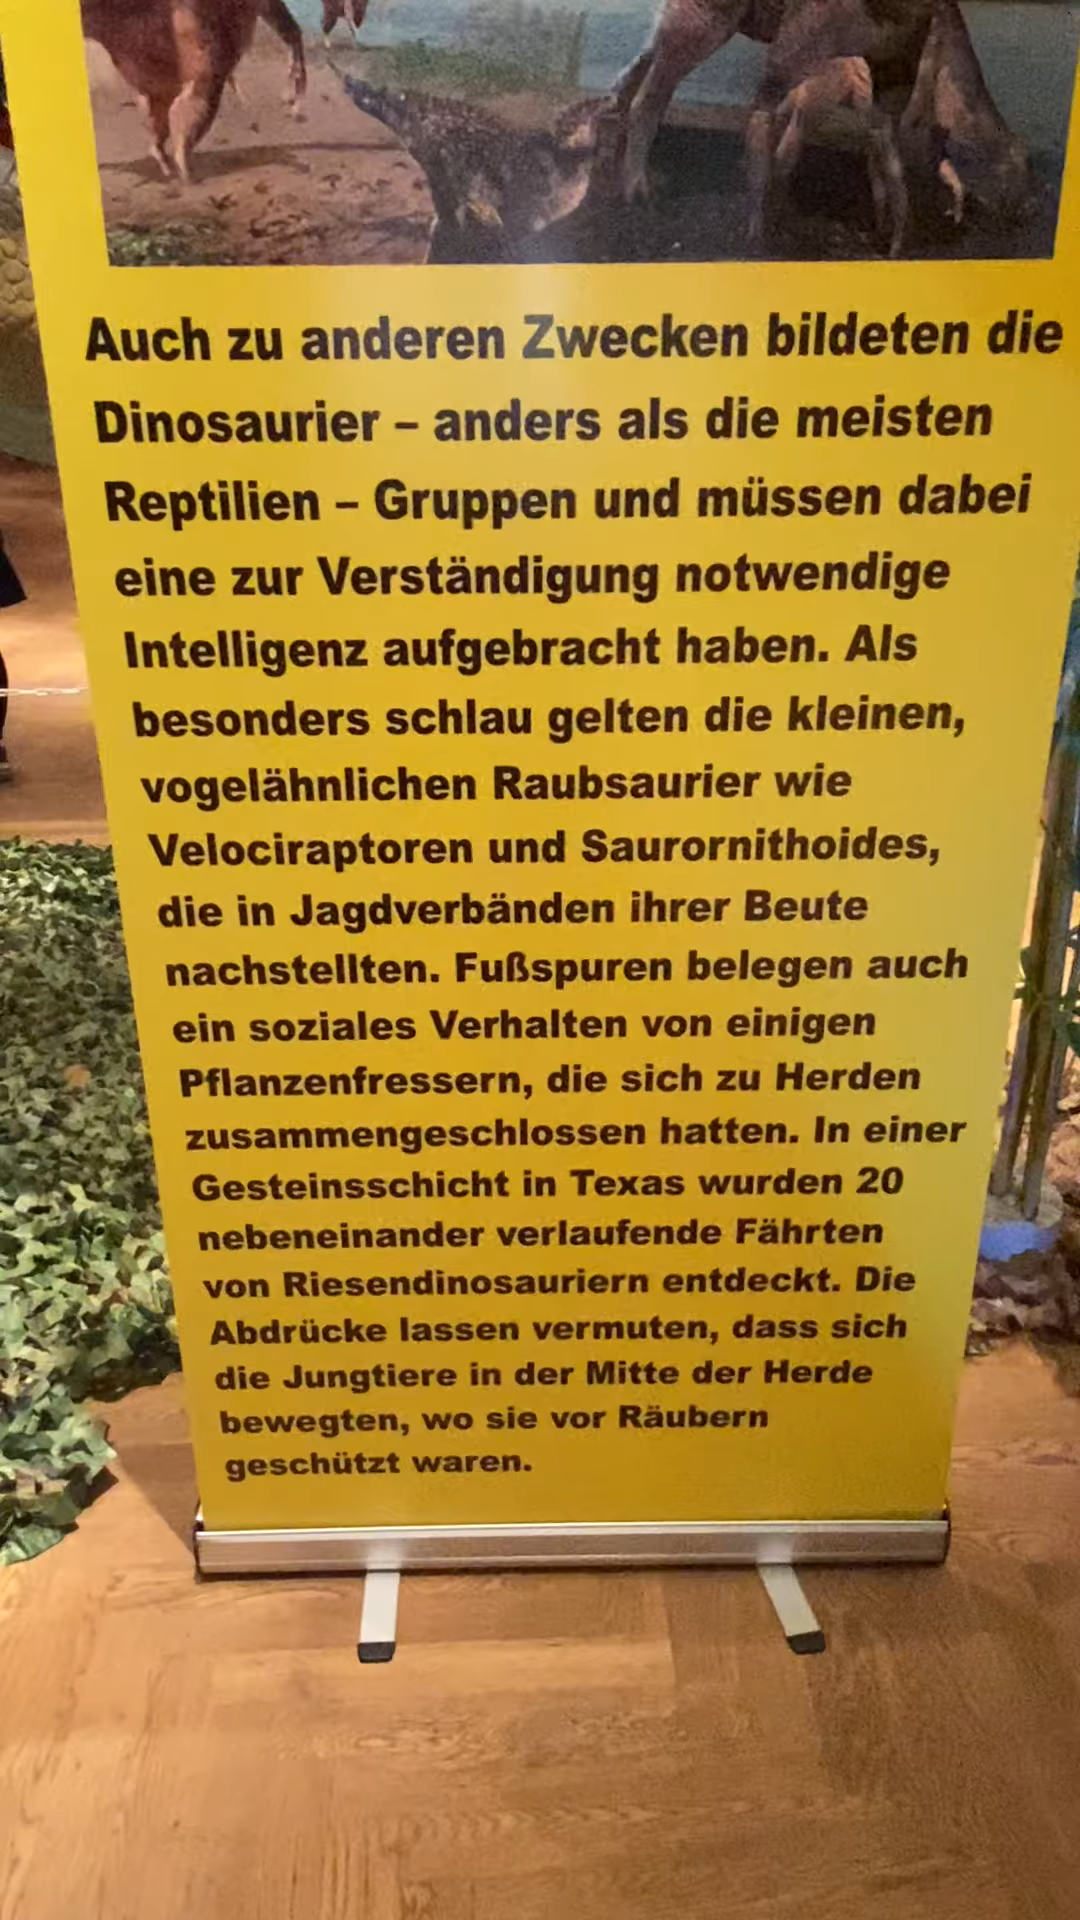 Auch zu anderen Zwecken bildeten die
Dinosaurier – anders als die meisten
Reptilien – Gruppen und müssen dabei
eine zur Verständigung notwendige
Intelligenz aufgebracht haben. Als
besonders schlau gelten die kleinen,
vogelähnlichen Raubsaurier wie
Velociraptoren und Saurornithoides,
die in Jagdverbänden ihrer Beute
nachstellten. Fußspuren belegen auch
ein soziales Verhalten von einigen
Pflanzenfressern, die sich zu Herden
zusammengeschlossen hatten. In einer
Gesteinsschicht in Texas wurden 20
nebeneinander verlaufende Fährten
von Riesendinosauriern entdeckt. Die
Abdrücke lassen vermuten, dass sich
die Jungtiere in der Mitte der Herde
bewegten, wo sie vor Räubern
geschützt waren.